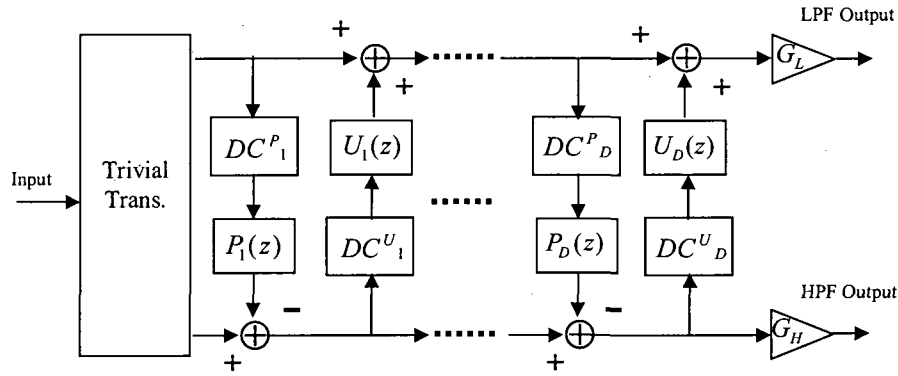 LPF Output
+ + + +
G_L
DC^P_1 U_1(z) DC^P_D U_D(z)
Input
Trivial
Trans.
P_1(z) DC^U_1 P_D(z) DC^U_D
HPF Output
− −
+ +
G_H